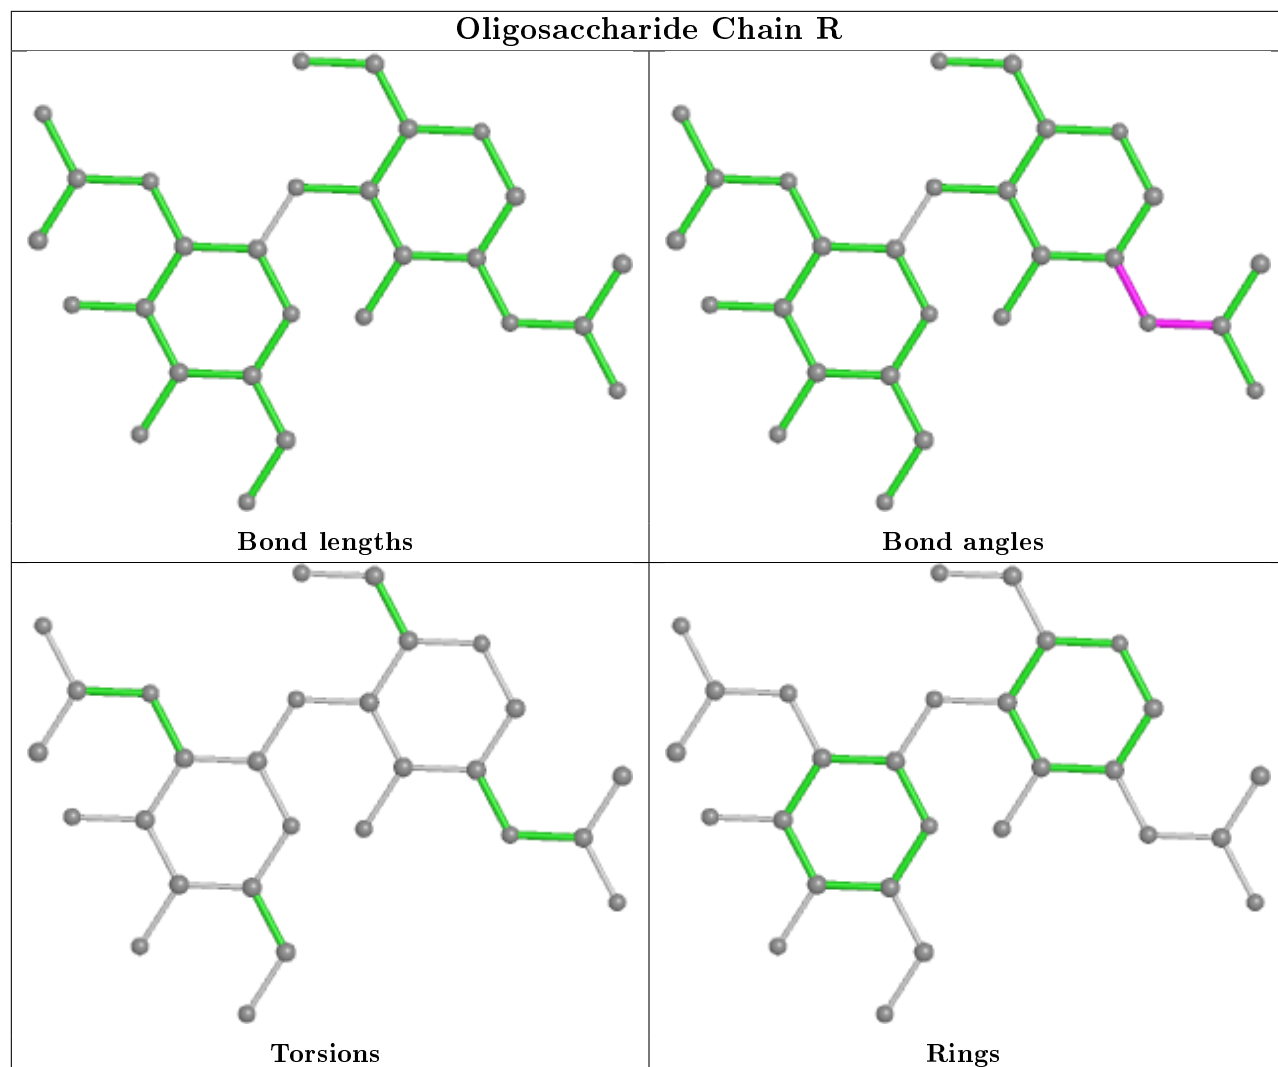 Oligosaccharide Chain R
Bond lengths
Bond angles
Torsions
Rings